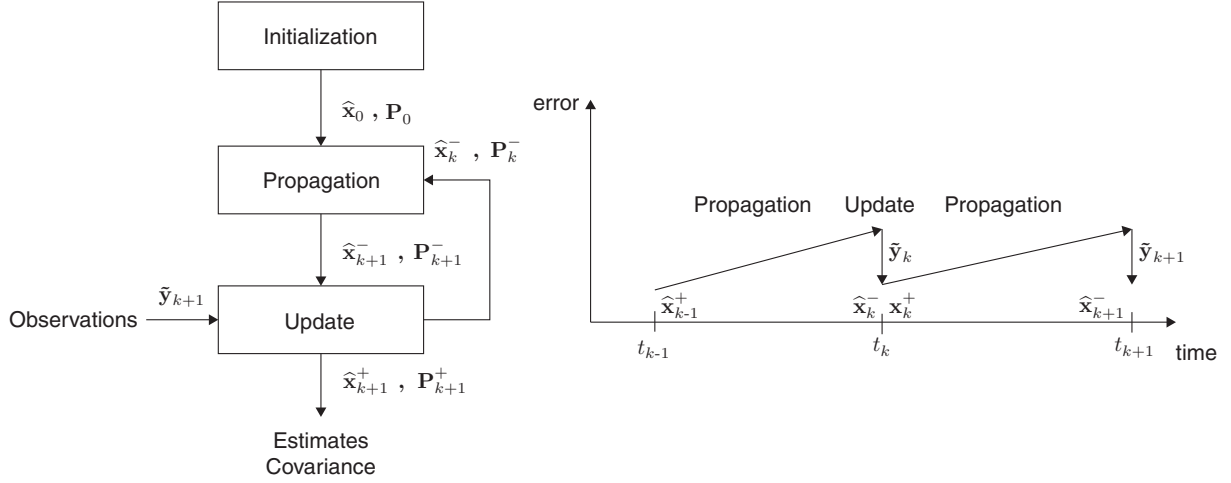 Initialization
x̂₀ , P₀
x̂ₖ⁻ , Pₖ⁻
Propagation
x̂ₖ₊₁⁻ , Pₖ₊₁⁻
ỹₖ₊₁
Observations
Update
x̂ₖ₊₁⁺ , Pₖ₊₁⁺
Estimates
Covariance
error
Propagation Update Propagation
ỹₖ ỹₖ₊₁
x̂ₖ₋₁⁺ x̂ₖ⁻ xₖ⁺ x̂ₖ₊₁⁻
tₖ₋₁ tₖ tₖ₊₁
time